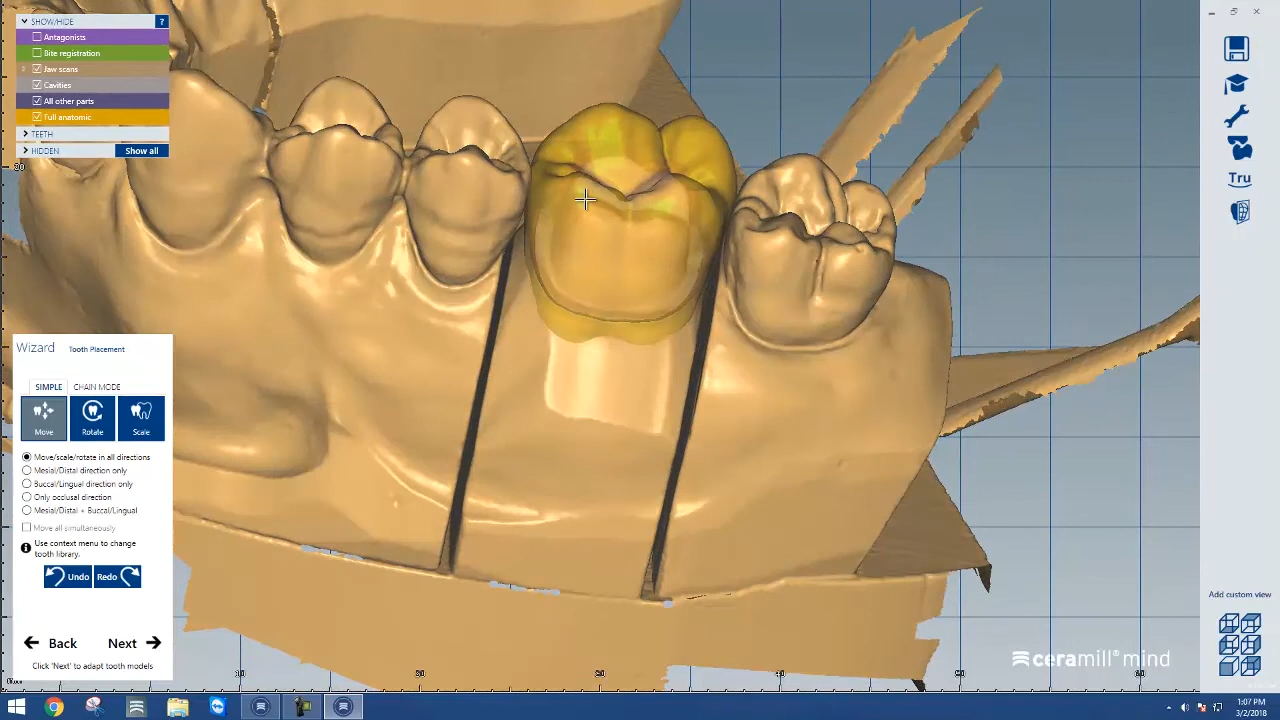 SHOW/HIDE ?
Antagonists
Bite registration
Jaw scans
Cavities
All other parts
Full anatomic
TEETH
HIDDEN Show all
Tru
Wizard Tooth Placement
SIMPLE CHAIN MODE
Move Rotate Scale
Move/scale/rotate in all directions
Mesial/Distal direction only
Buccal/Lingual direction only
Only occlusal direction
Mesial/Distal + Buccal/Lingual
Move all simultaneously
Use context menu to change
tooth library.
Undo Redo
Back Next
Click 'Next' to adapt tooth models
Add custom view
ceramill® mind
1:07 PM
3/2/2018